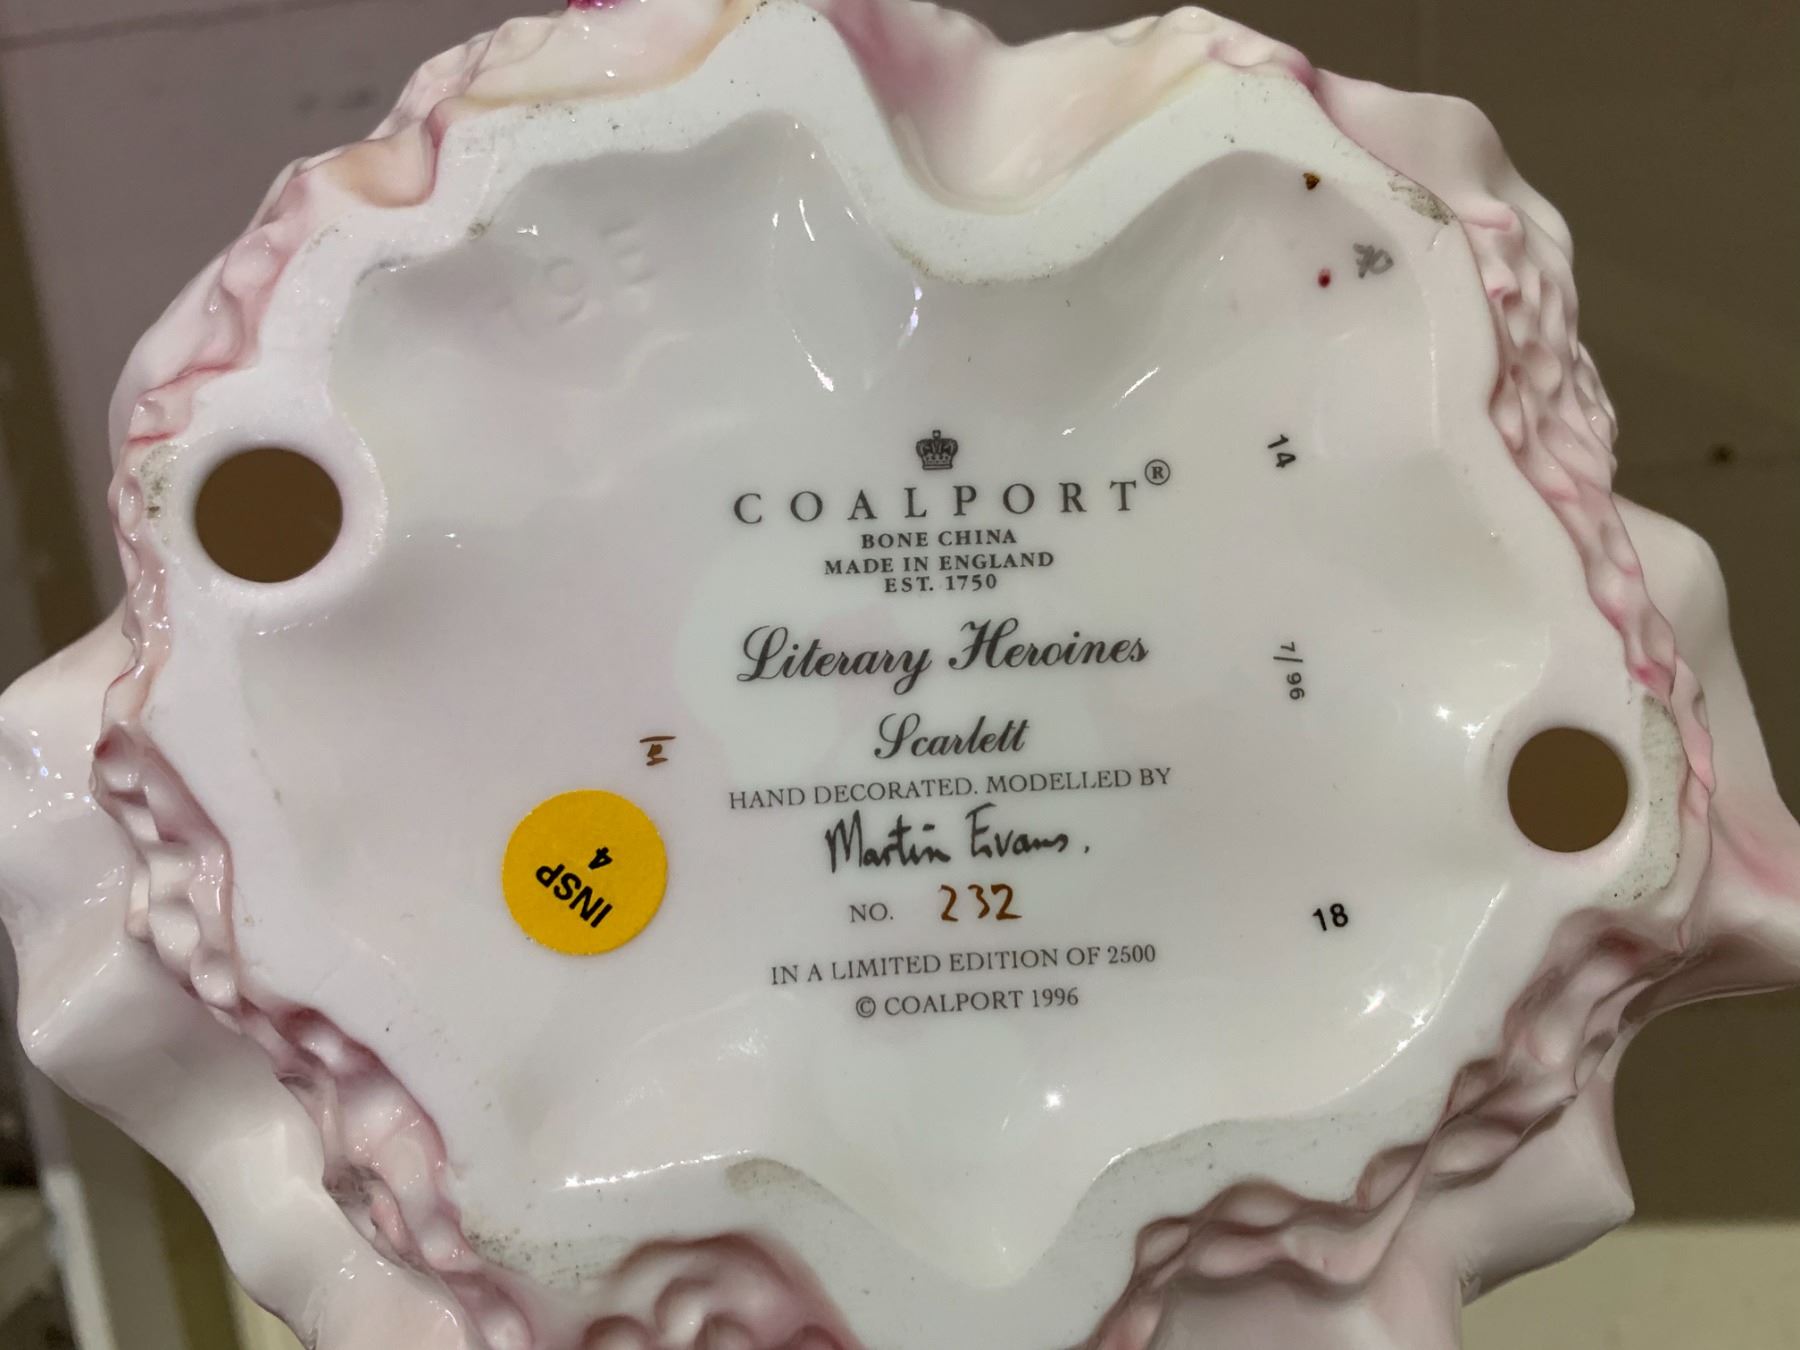 COALPORT®
BONE CHINA
MADE IN ENGLAND
EST. 1750
Literary Heroines
Scarlett
HAND DECORATED. MODELLED BY
Martin Evans.
NO. 232
IN A LIMITED EDITION OF 2500
© COALPORT 1996
14
7/96
18
INSP
4
70